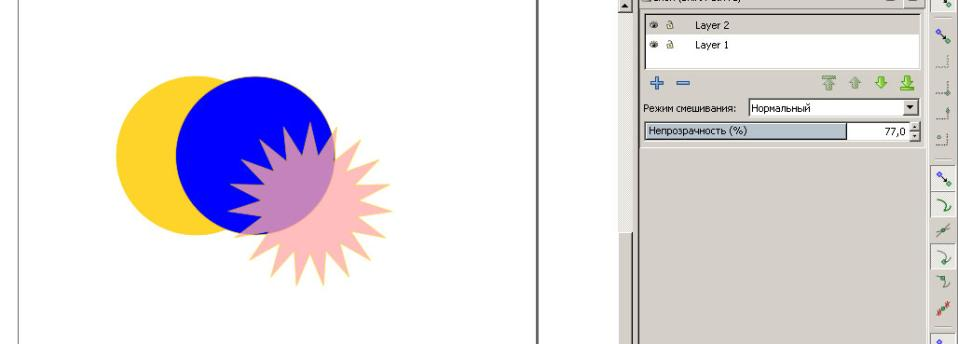 Layer 2
Layer 1
Режим смешивания: Нормальный
Непрозрачность (%) 77,0